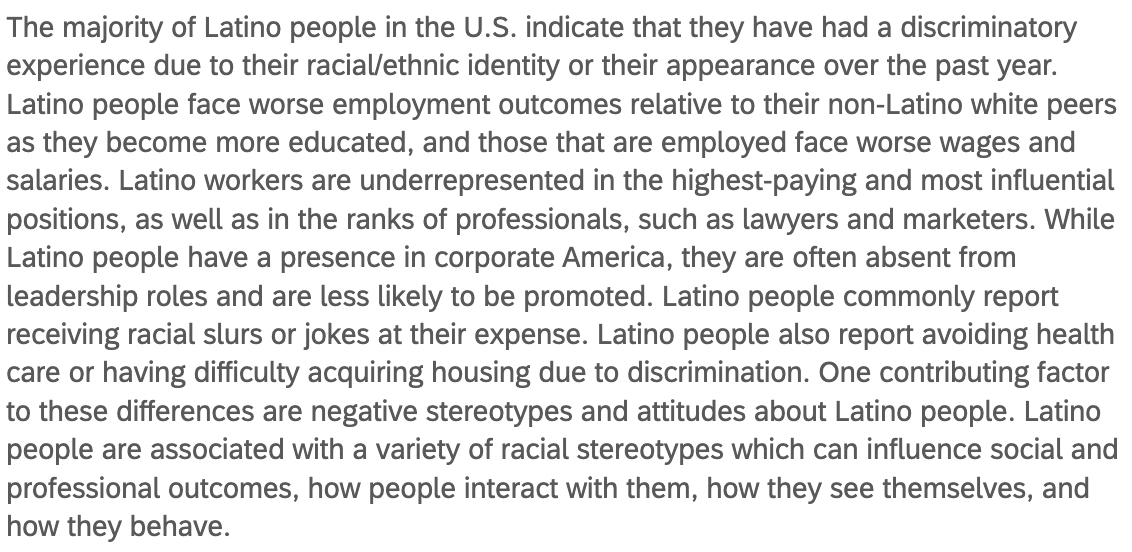 The majority of Latino people in the U.S. indicate that they have had a discriminatory
experience due to their racial/ethnic identity or their appearance over the past year.
Latino people face worse employment outcomes relative to their non-Latino white peers
as they become more educated, and those that are employed face worse wages and
salaries. Latino workers are underrepresented in the highest-paying and most influential
positions, as well as in the ranks of professionals, such as lawyers and marketers. While
Latino people have a presence in corporate America, they are often absent from
leadership roles and are less likely to be promoted. Latino people commonly report
receiving racial slurs or jokes at their expense. Latino people also report avoiding health
care or having difficulty acquiring housing due to discrimination. One contributing factor
to these differences are negative stereotypes and attitudes about Latino people. Latino
people are associated with a variety of racial stereotypes which can influence social and
professional outcomes, how people interact with them, how they see themselves, and
how they behave.